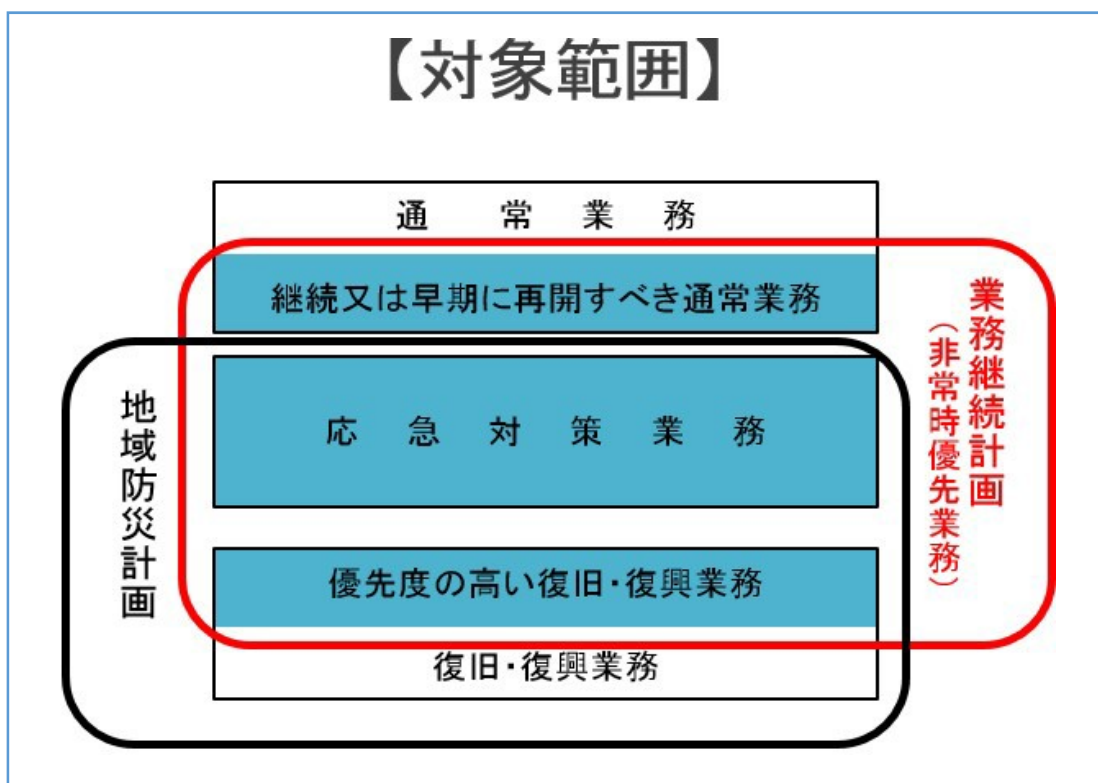 【対象範囲】
通常業務
継続又は早期に再開すべき通常業務
応急対策業務
優先度の高い復旧・復興業務
復旧・復興業務
地域防災計画
業務継続計画
（非常時優先業務）